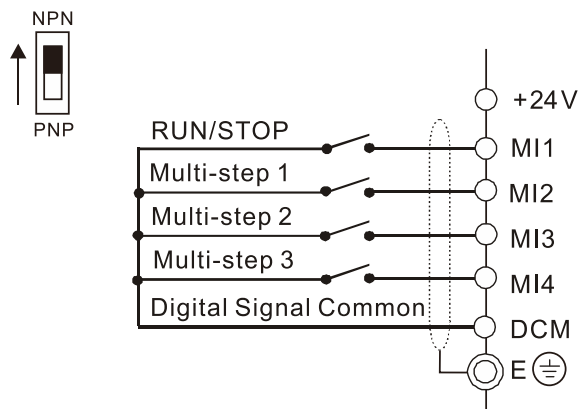 NPN
PNP
+24V
RUN/STOP
MI1
Multi-step 1
MI2
Multi-step 2
MI3
Multi-step 3
MI4
Digital Signal Common
DCM
E